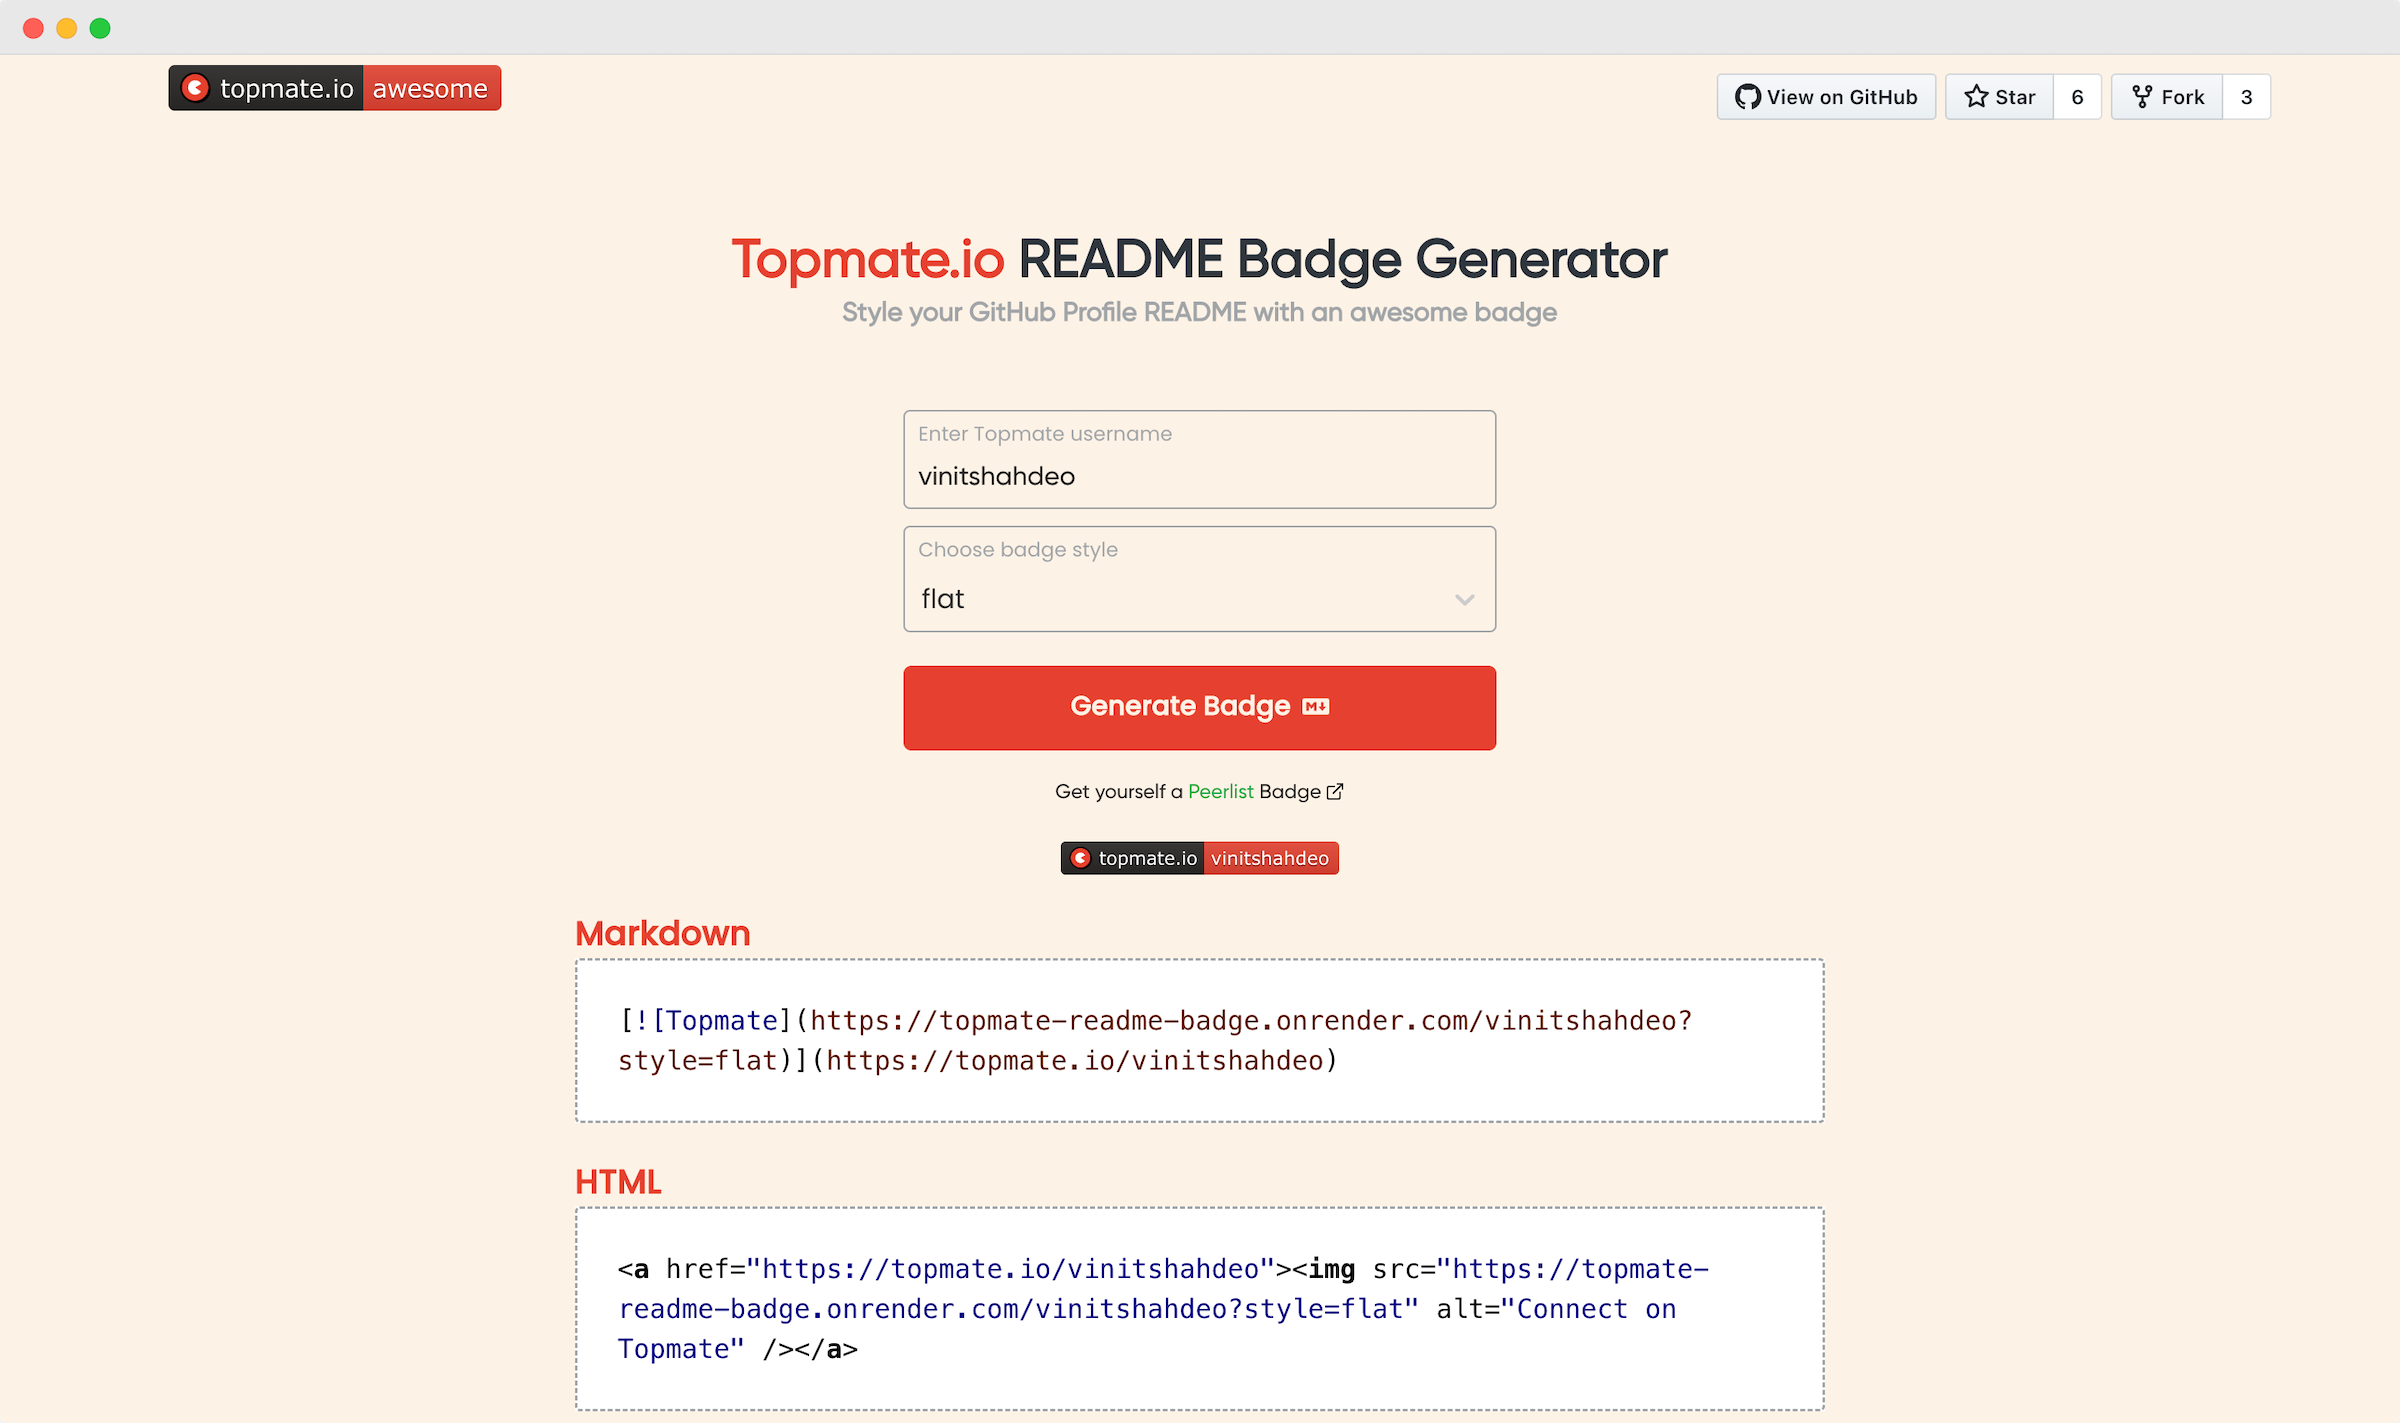 topmate.io awesome
View on GitHub Star 6 Fork 3
Topmate.io README Badge Generator
Style your GitHub Profile README with an awesome badge
Enter Topmate username
vinitshahdeo
Choose badge style
flat
Generate Badge M
Get yourself a Peerlist Badge
topmate.io vinitshahdeo
Markdown
[![Topmate](https://topmate-readme-badge.onrender.com/vinitshahdeo?
style=flat)](https://topmate.io/vinitshahdeo)
HTML
<a href="https://topmate.io/vinitshahdeo"><img src="https://topmate-
readme-badge.onrender.com/vinitshahdeo?style=flat" alt="Connect on
Topmate" /></a>